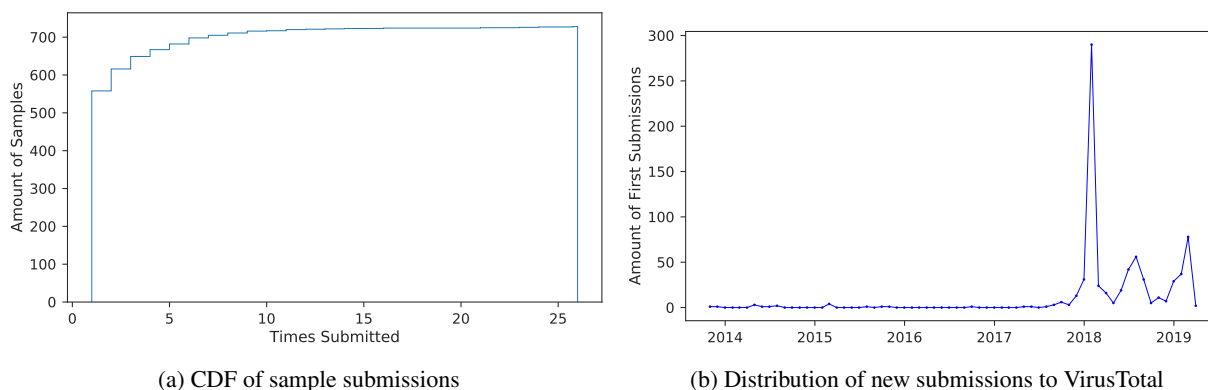 700
600
500
400
300
200
100
0
Amount of Samples
0 5 10 15 20 25
Times Submitted
(a) CDF of sample submissions
300
250
200
150
100
50
0
Amount of First Submissions
2014 2015 2016 2017 2018 2019
(b) Distribution of new submissions to VirusTotal